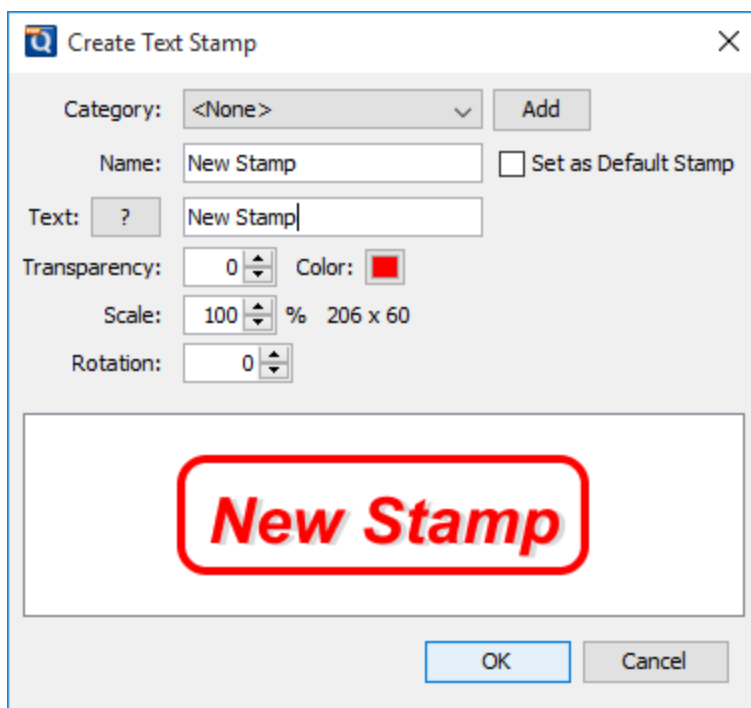 Create Text Stamp
Category: <None> Add
Name: New Stamp Set as Default Stamp
Text: ? New Stamp
Transparency: 0 Color:
Scale: 100 % 206 x 60
Rotation: 0
New Stamp
OK Cancel